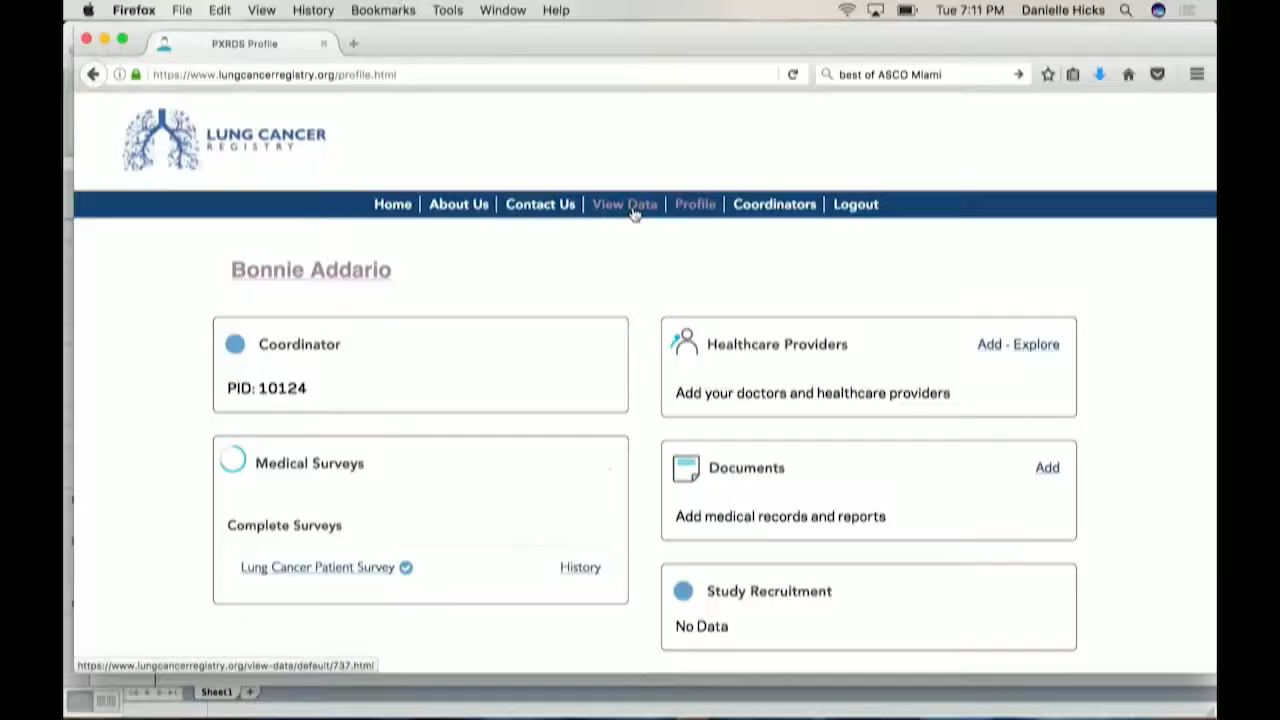 Firefox File Edit View History Bookmarks Tools Window Help Tue 7:11 PM Danielle Hicks
PXRDS Profile
https://www.lungcancerregistry.org/profile.html best of ASCO Miami
LUNG CANCER
REGISTRY
Home About Us Contact Us View Data Profile Coordinators Logout
Bonnie Addario
Coordinator
PID: 10124
Healthcare Providers Add - Explore
Add your doctors and healthcare providers
Medical Surveys
Complete Surveys
Lung Cancer Patient Survey History
Documents Add
Add medical records and reports
Study Recruitment
No Data
https://www.lungcancerregistry.org/view-data/default/737.html
Sheet1